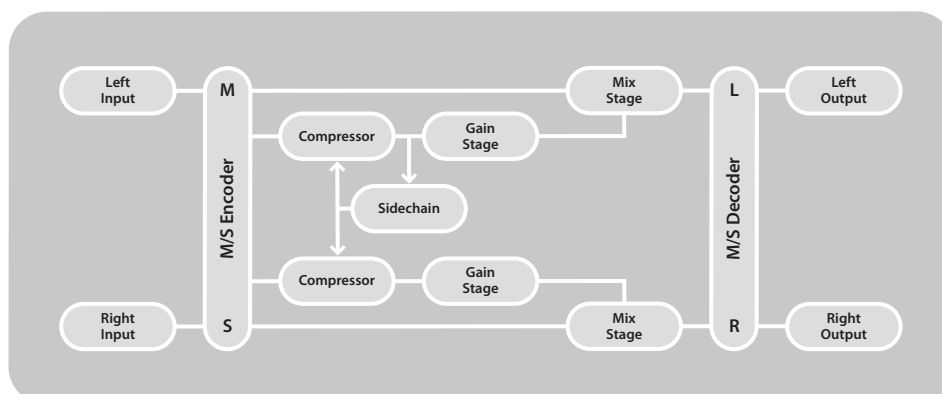 Left
Input
M
Mix
Stage
L
Left
Output
Compressor
Gain
Stage
M/S Encoder
Sidechain
M/S Decoder
Compressor
Gain
Stage
Right
Input
S
Mix
Stage
R
Right
Output